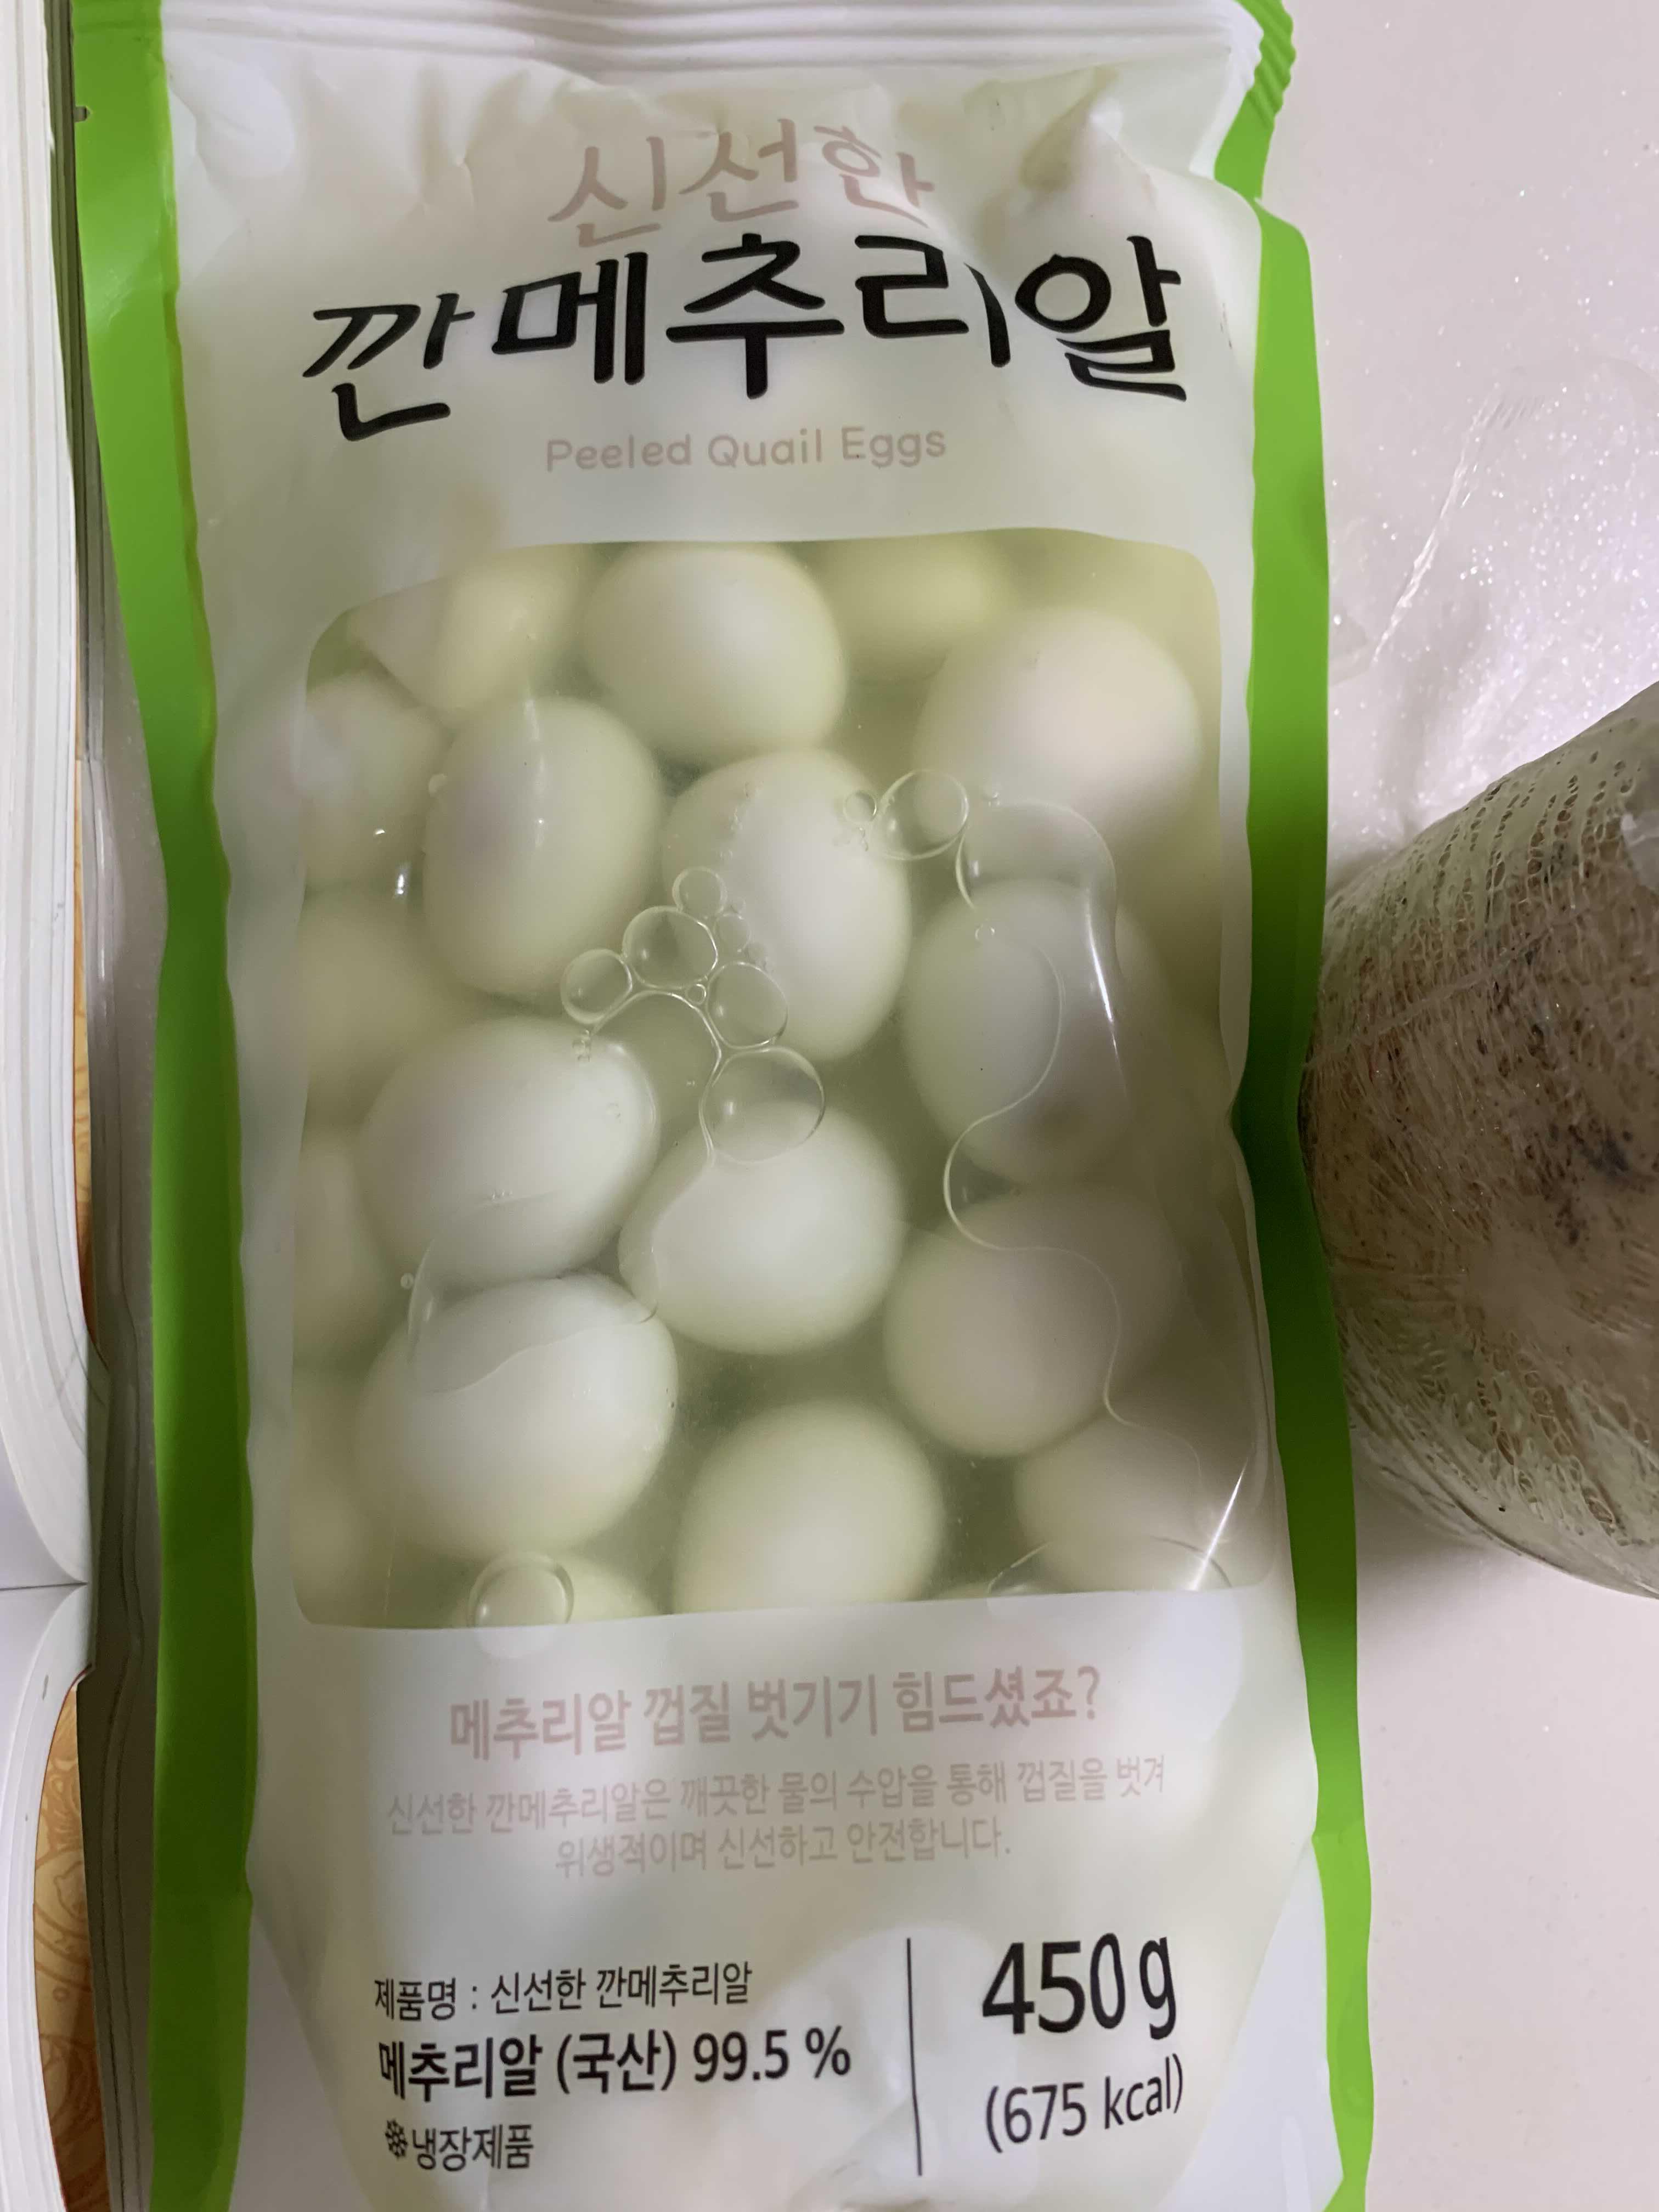 신선한
깐메추리알
Peeled Quail Eggs
메추리알 껍질 벗기기 힘드셨죠?
신선한 깐메추리알은 깨끗한 물의 수압을 통해 껍질을 벗겨
위생적이며 신선하고 안전합니다.
제품명 : 신선한 깐메추리알
메추리알 (국산) 99.5 %
❄냉장제품
450g
(675 kcal)